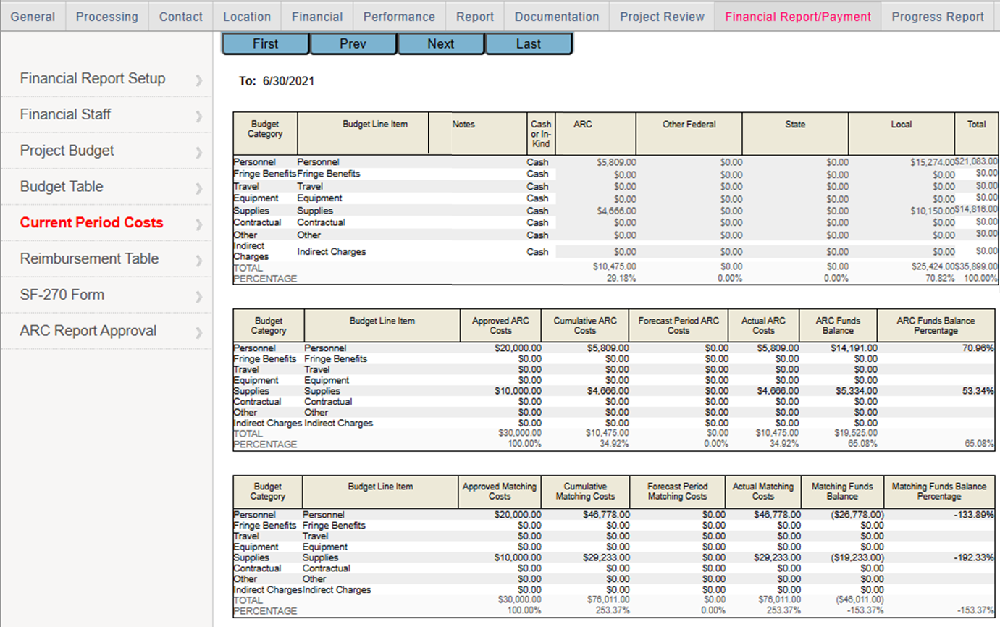 General Processing Contact Location Financial Performance Report Documentation Project Review Financial Report/Payment Progress Report
First Prev Next Last
Financial Report Setup
Financial Staff
Project Budget
Budget Table
Current Period Costs
Reimbursement Table
SF-270 Form
ARC Report Approval
To: 6/30/2021
Budget Category Budget Line Item Notes Cash or In-Kind ARC Other Federal State Local Total
Personnel Personnel Cash $5,809.00 $0.00 $0.00 $15,274.00 $21,083.00
Fringe Benefits Fringe Benefits Cash $0.00 $0.00 $0.00 $0.00 $0.00
Travel Travel Cash $0.00 $0.00 $0.00 $0.00 $0.00
Equipment Equipment Cash $0.00 $0.00 $0.00 $0.00 $0.00
Supplies Supplies Cash $4,666.00 $0.00 $0.00 $10,150.00 $14,816.00
Contractual Contractual Cash $0.00 $0.00 $0.00 $0.00 $0.00
Other Other Cash $0.00 $0.00 $0.00 $0.00 $0.00
Indirect Charges Indirect Charges Cash $0.00 $0.00 $0.00 $0.00 $0.00
TOTAL $10,475.00 $0.00 $0.00 $25,424.00 $35,899.00
PERCENTAGE 29.18% 0.00% 0.00% 70.82% 100.00%
Budget Category Budget Line Item Approved ARC Costs Cumulative ARC Costs Forecast Period ARC Costs Actual ARC Costs ARC Funds Balance ARC Funds Balance Percentage
Personnel Personnel $20,000.00 $5,809.00 $0.00 $5,809.00 $14,191.00 70.96%
Fringe Benefits Fringe Benefits $0.00 $0.00 $0.00 $0.00 $0.00
Travel Travel $0.00 $0.00 $0.00 $0.00 $0.00
Equipment Equipment $0.00 $0.00 $0.00 $0.00 $0.00
Supplies Supplies $10,000.00 $4,666.00 $0.00 $4,666.00 $5,334.00 53.34%
Contractual Contractual $0.00 $0.00 $0.00 $0.00 $0.00
Other Other $0.00 $0.00 $0.00 $0.00 $0.00
Indirect Charges Indirect Charges $0.00 $0.00 $0.00 $0.00 $0.00
TOTAL $30,000.00 $10,475.00 $0.00 $10,475.00 $19,525.00
PERCENTAGE 100.00% 34.92% 0.00% 34.92% 65.08% 65.08%
Budget Category Budget Line Item Approved Matching Costs Cumulative Matching Costs Forecast Period Matching Costs Actual Matching Costs Matching Funds Balance Matching Funds Balance Percentage
Personnel Personnel $20,000.00 $46,778.00 $0.00 $46,778.00 ($26,778.00) -133.89%
Fringe Benefits Fringe Benefits $0.00 $0.00 $0.00 $0.00 $0.00
Travel Travel $0.00 $0.00 $0.00 $0.00 $0.00
Equipment Equipment $0.00 $0.00 $0.00 $0.00 $0.00
Supplies Supplies $10,000.00 $29,233.00 $0.00 $29,233.00 ($19,233.00) -192.33%
Contractual Contractual $0.00 $0.00 $0.00 $0.00 $0.00
Other Other $0.00 $0.00 $0.00 $0.00 $0.00
Indirect Charges Indirect Charges $0.00 $0.00 $0.00 $0.00 $0.00
TOTAL $30,000.00 $76,011.00 $0.00 $76,011.00 ($46,011.00)
PERCENTAGE 100.00% 253.37% 0.00% 253.37% -153.37% -153.37%